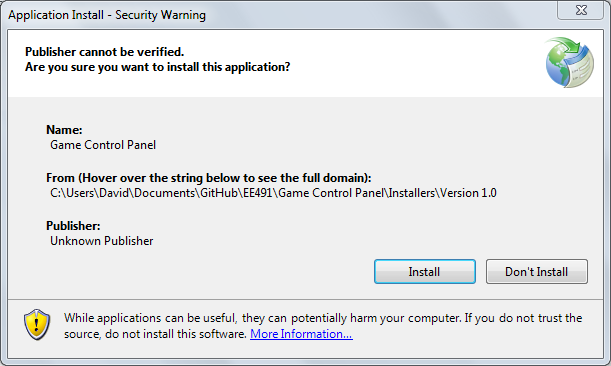 Application Install - Security Warning
Publisher cannot be verified.
Are you sure you want to install this application?
Name:
Game Control Panel
From (Hover over the string below to see the full domain):
C:\Users\David\Documents\GitHub\EE491\Game Control Panel\Installers\Version 1.0
Publisher:
Unknown Publisher
Install Don't Install
While applications can be useful, they can potentially harm your computer. If you do not trust the
source, do not install this software. More Information...